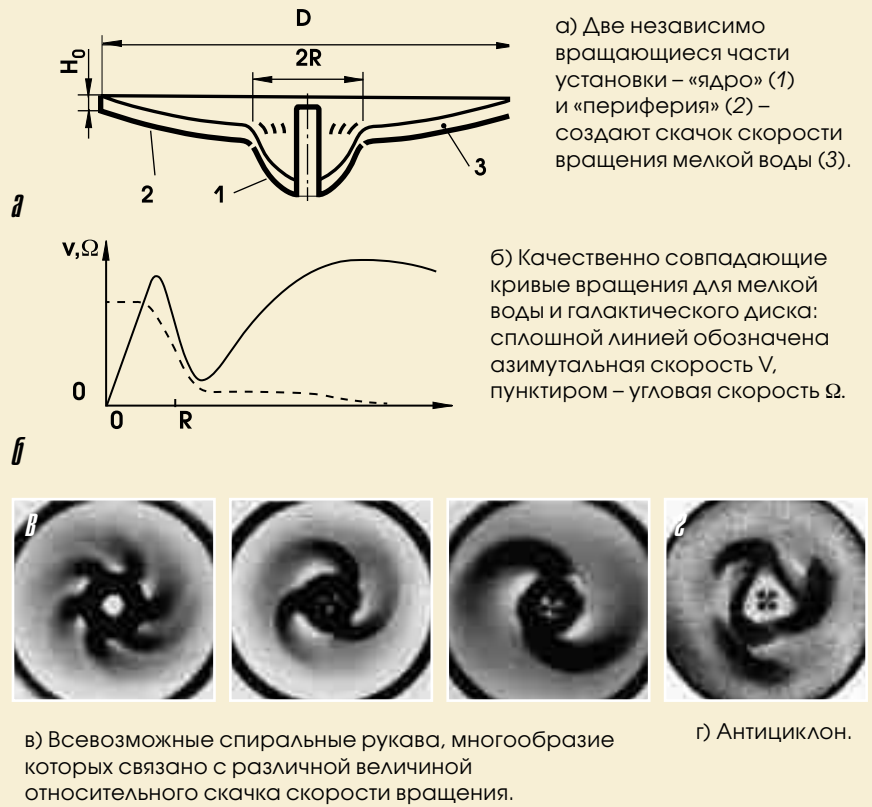 D
а) Две независимо
вращающиеся части
установки – «ядро» (1)
и «периферия» (2) –
создают скачок скорости
вращения мелкой воды (3).
H₀
2R
2
1
3
а
v,Ω
0
0
R
б) Качественно совпадающие
кривые вращения для мелкой
воды и галактического диска:
сплошной линией обозначена
азимутальная скорость V,
пунктиром – угловая скорость Ω.
б
в
г
в) Всевозможные спиральные рукава, многообразие
которых связано с различной величиной
относительного скачка скорости вращения.
г) Антициклон.